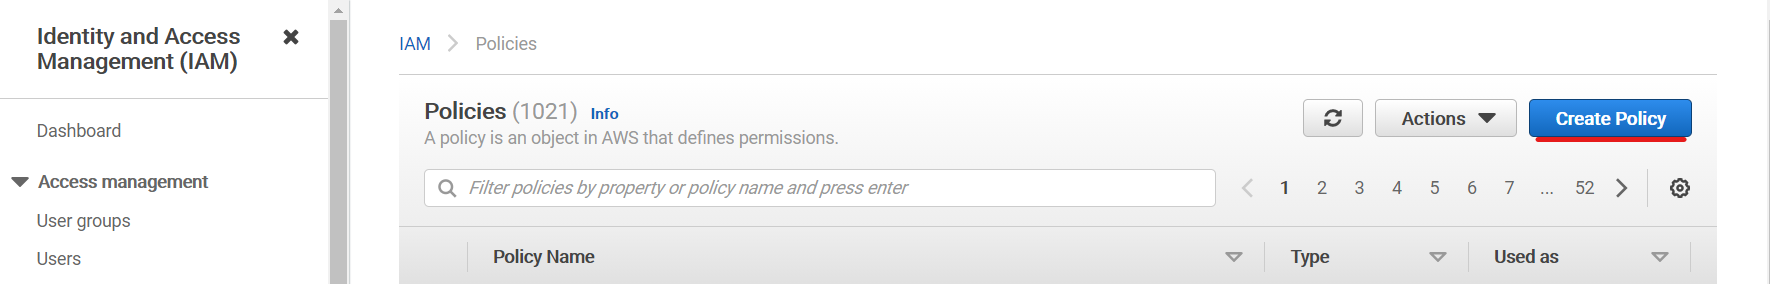 Identity and Access
Management (IAM)
Dashboard
Access management
User groups
Users
IAM Policies
Policies (1021) Info
A policy is an object in AWS that defines permissions.
Actions
Create Policy
Filter policies by property or policy name and press enter
1 2 3 4 5 6 7 ... 52
Policy Name Type Used as